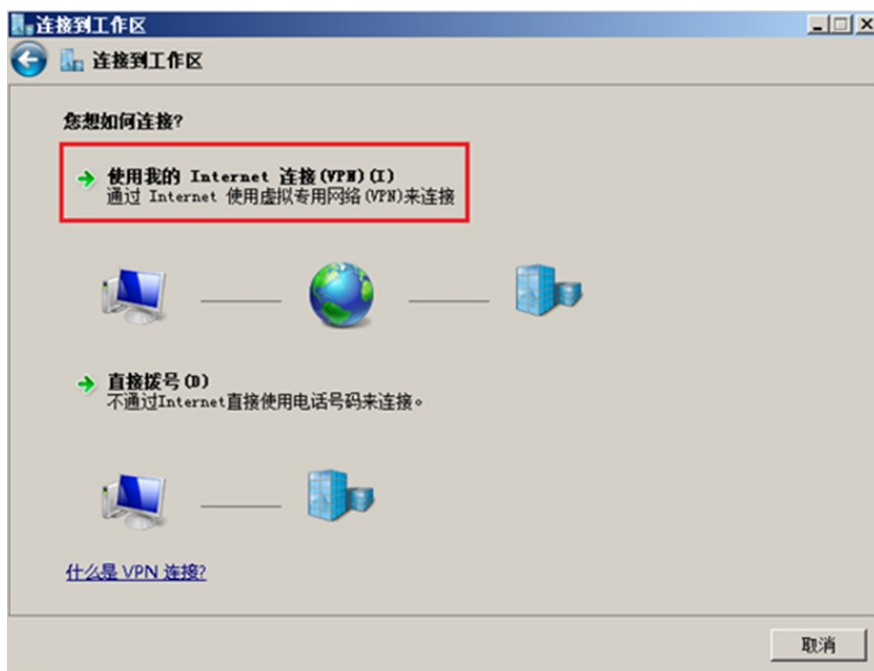 连接到工作区
连接到工作区
您想如何连接?
使用我的 Internet 连接(VPN)(I)
通过 Internet 使用虚拟专用网络(VPN)来连接
直接拨号(D)
不通过Internet直接使用电话号码来连接。
什么是 VPN 连接?
取消